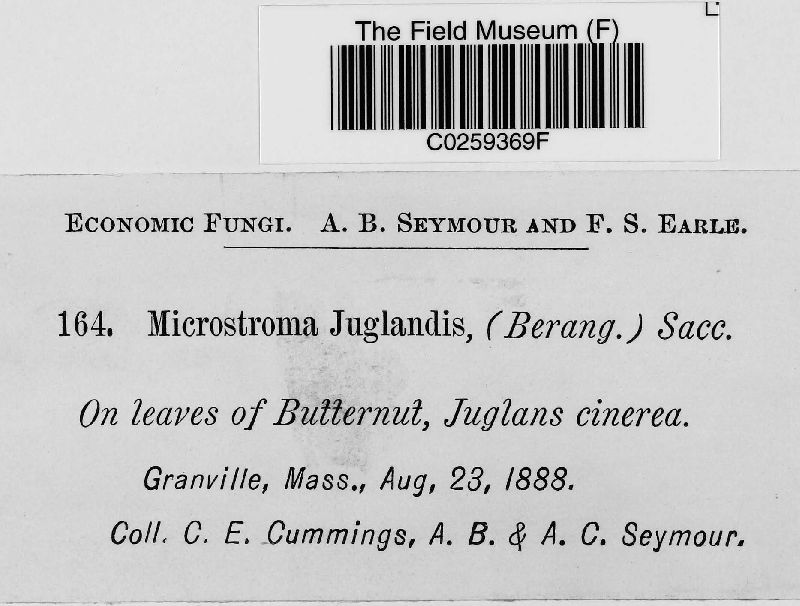 The Field Museum (F)
C0259369F
ECONOMIC FUNGI. A. B. SEYMOUR AND F. S. EARLE.
164. Microstroma Juglandis, (Berang.) Sacc.
On leaves of Butternut, Juglans cinerea.
Granville, Mass., Aug, 23, 1888.
Coll. C. E. Cummings, A. B. & A. C. Seymour.